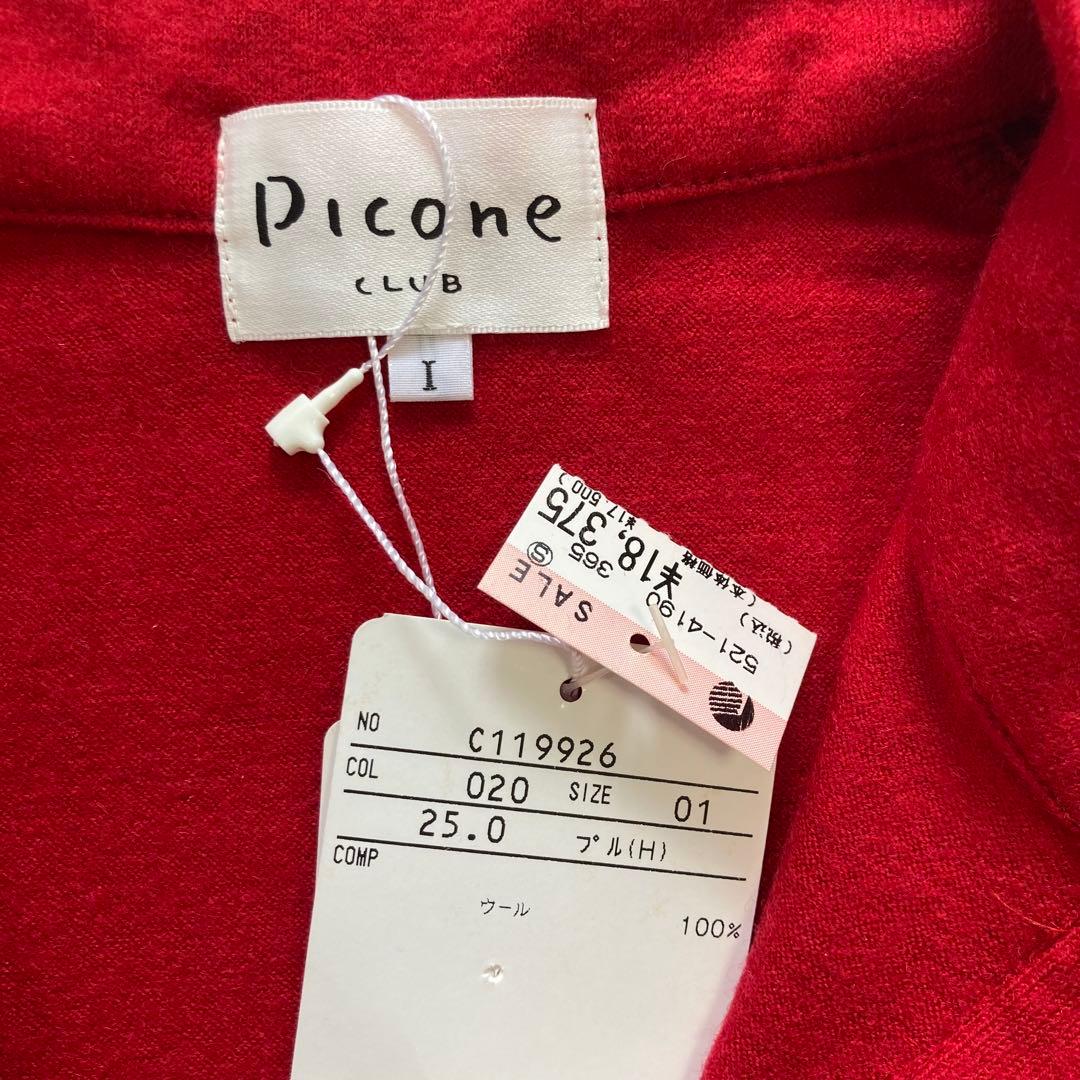 Picone
CLUB
I
SALE Ⓢ
521-4190 365
(税込) ¥18,375
(本体価格 ¥17,500)
NO C119926
COL 020 SIZE 01
25.0 プル(H)
COMP
ウール 100%